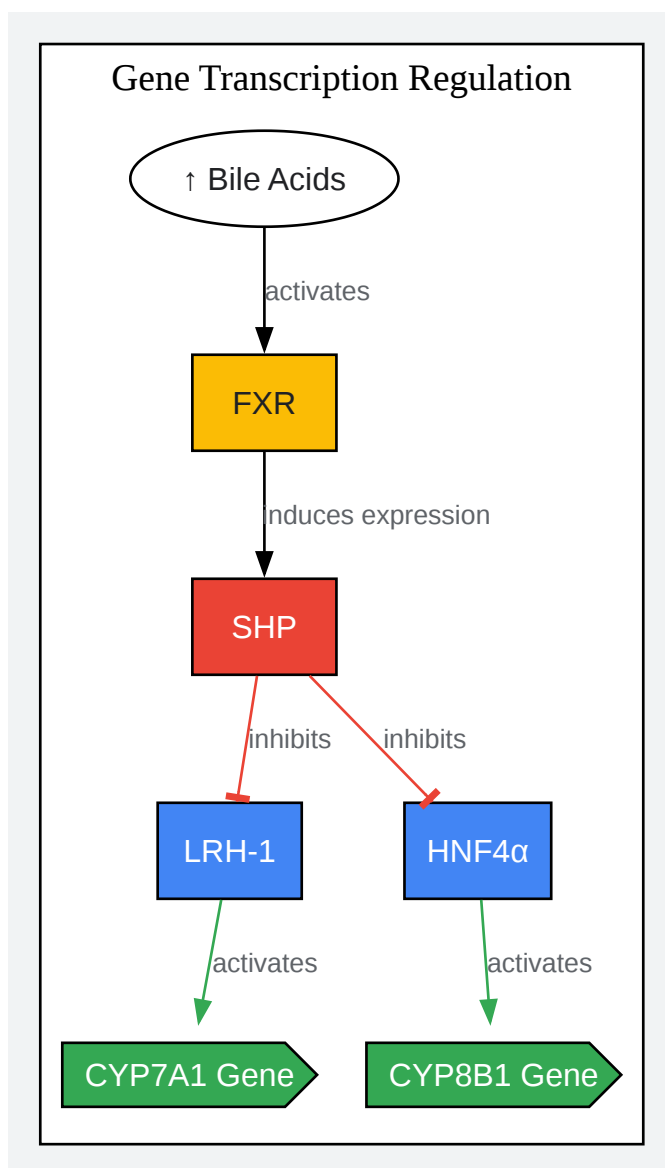 Gene Transcription Regulation
↑ Bile Acids
activates
FXR
induces expression
SHP
inhibits
inhibits
LRH-1
HNF4α
activates
activates
CYP7A1 Gene
CYP8B1 Gene